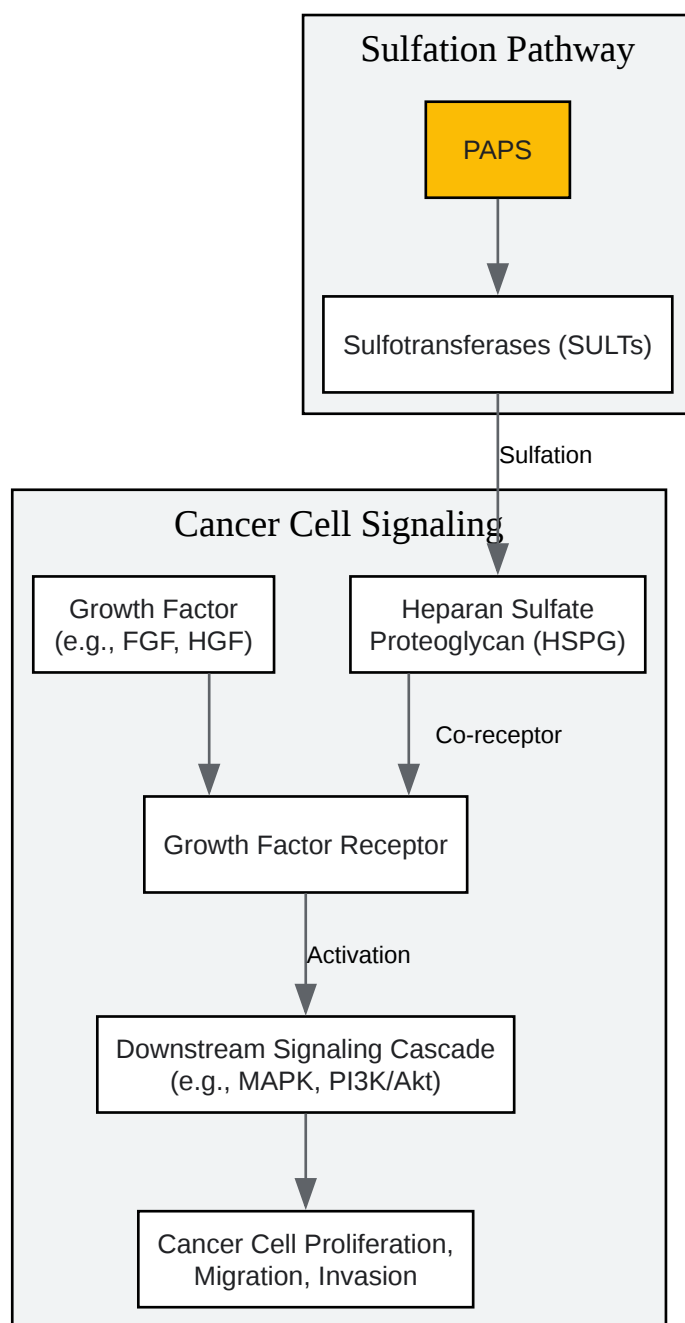 Sulfation Pathway
PAPS
Sulfotransferases (SULTs)
Sulfation
Cancer Cell Signaling
Growth Factor
(e.g., FGF, HGF)
Heparan Sulfate
Proteoglycan (HSPG)
Co-receptor
Growth Factor Receptor
Activation
Downstream Signaling Cascade
(e.g., MAPK, PI3K/Akt)
Cancer Cell Proliferation,
Migration, Invasion